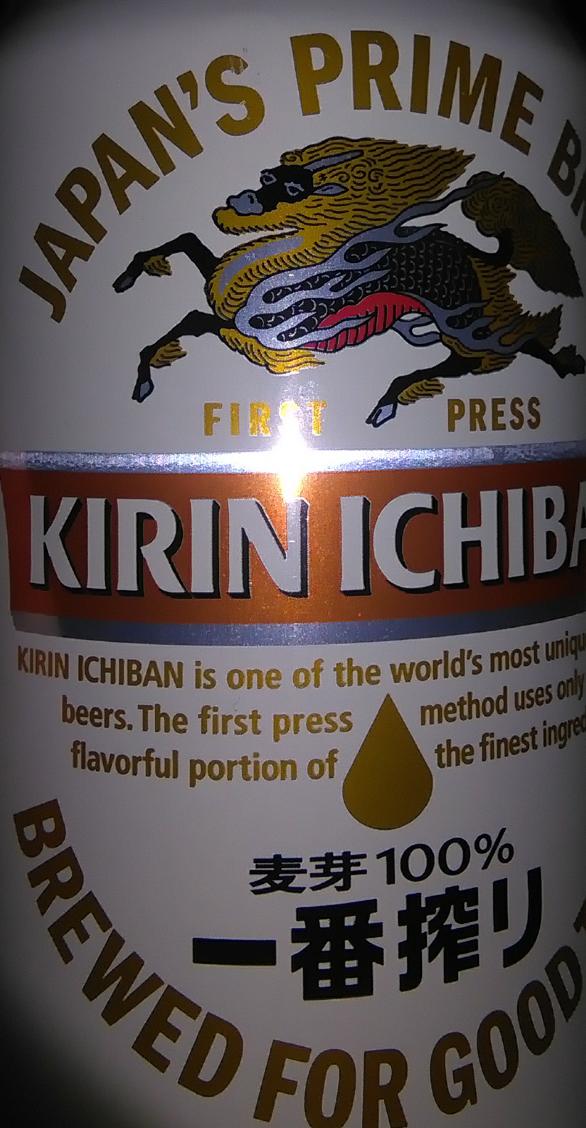 JAPAN'S PRIME
FIRST PRESS
KIRIN ICHIBA
KIRIN ICHIBAN is one of the world's most uniqu
beers. The first press method uses only
flavorful portion of the finest ingre
麦芽100%
一番搾り
BREWED FOR GOOD